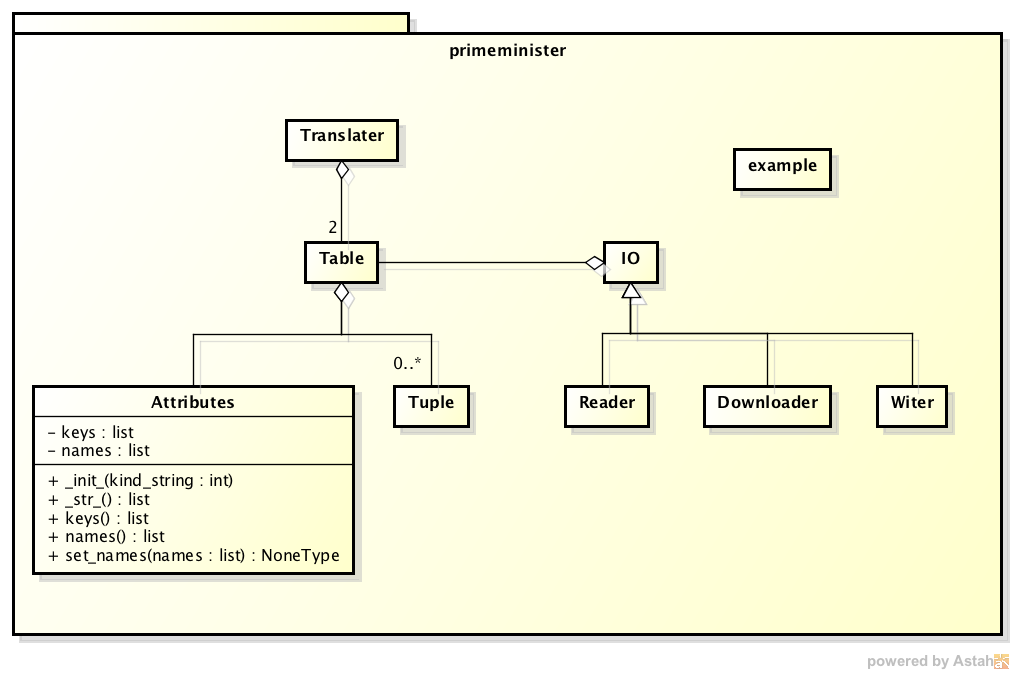 primeminister
Translater
example
2
Table
IO
0..*
Attributes
Tuple
Reader
Downloader
Witer
- keys : list
- names : list
+ _init_(kind_string : int)
+ _str_() : list
+ keys() : list
+ names() : list
+ set_names(names : list) : NoneType
powered by Astah